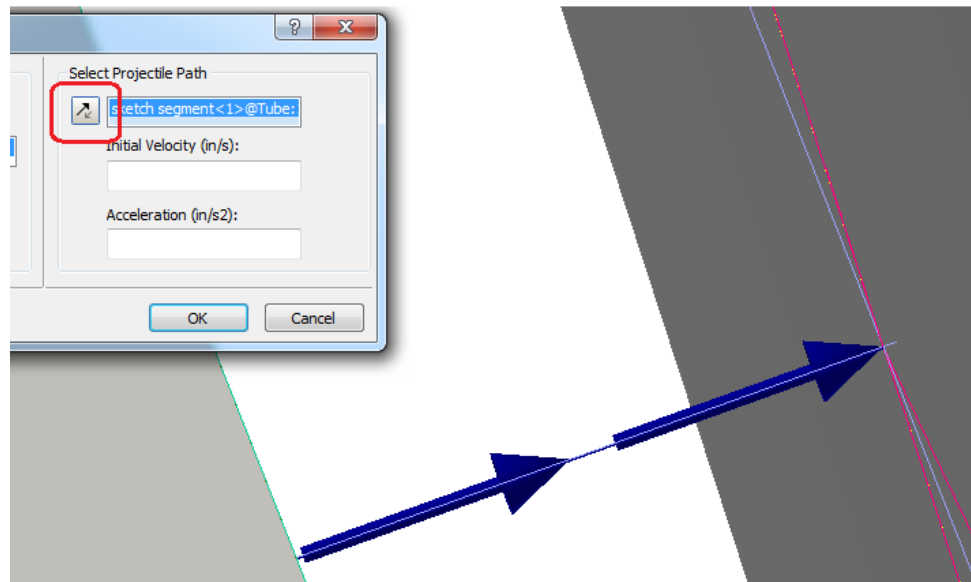 Select Projectile Path
sketch segment<1>@Tube:
Initial Velocity (in/s):
Acceleration (in/s2):
OK
Cancel